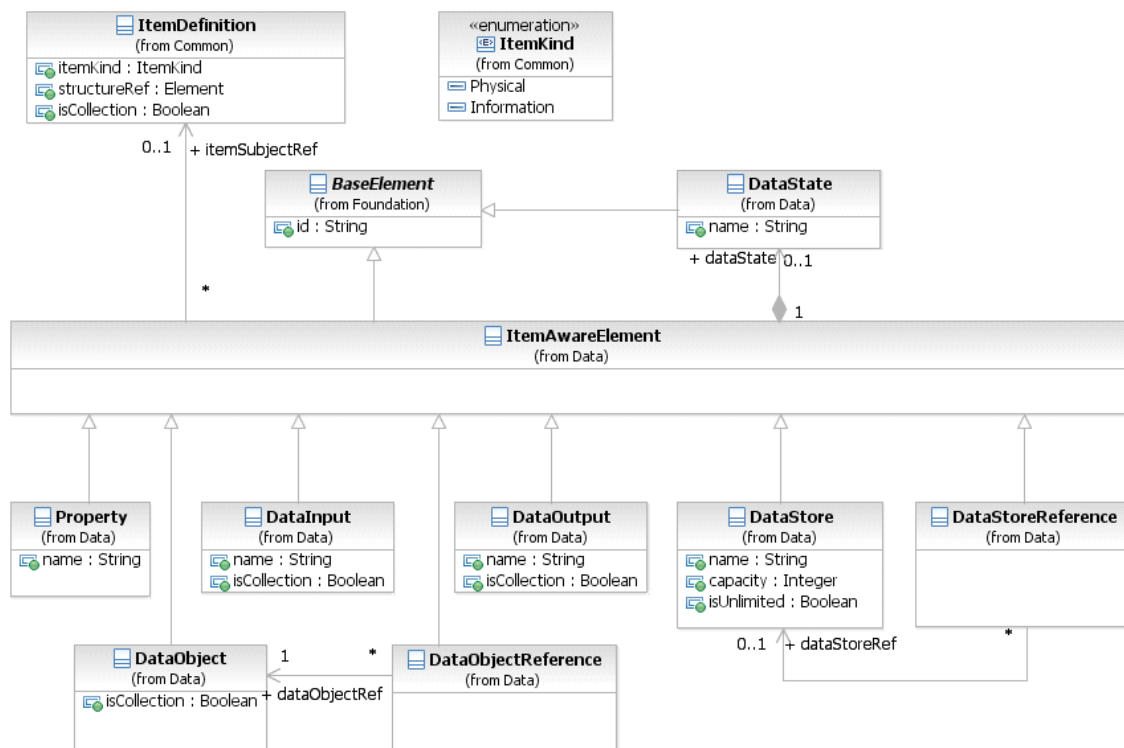 ItemDefinition
(from Common)
itemKind : ItemKind
structureRef : Element
isCollection : Boolean
«enumeration»
ItemKind
(from Common)
Physical
Information
0..1
+ itemSubjectRef
BaseElement
(from Foundation)
id : String
DataState
(from Data)
name : String
+ dataState
0..1
*
1
ItemAwareElement
(from Data)
Property
(from Data)
name : String
DataInput
(from Data)
name : String
isCollection : Boolean
DataOutput
(from Data)
name : String
isCollection : Boolean
DataStore
(from Data)
name : String
capacity : Integer
isUnlimited : Boolean
DataStoreReference
(from Data)
0..1
+ dataStoreRef
*
DataObject
(from Data)
isCollection : Boolean
1
*
+ dataObjectRef
DataObjectReference
(from Data)